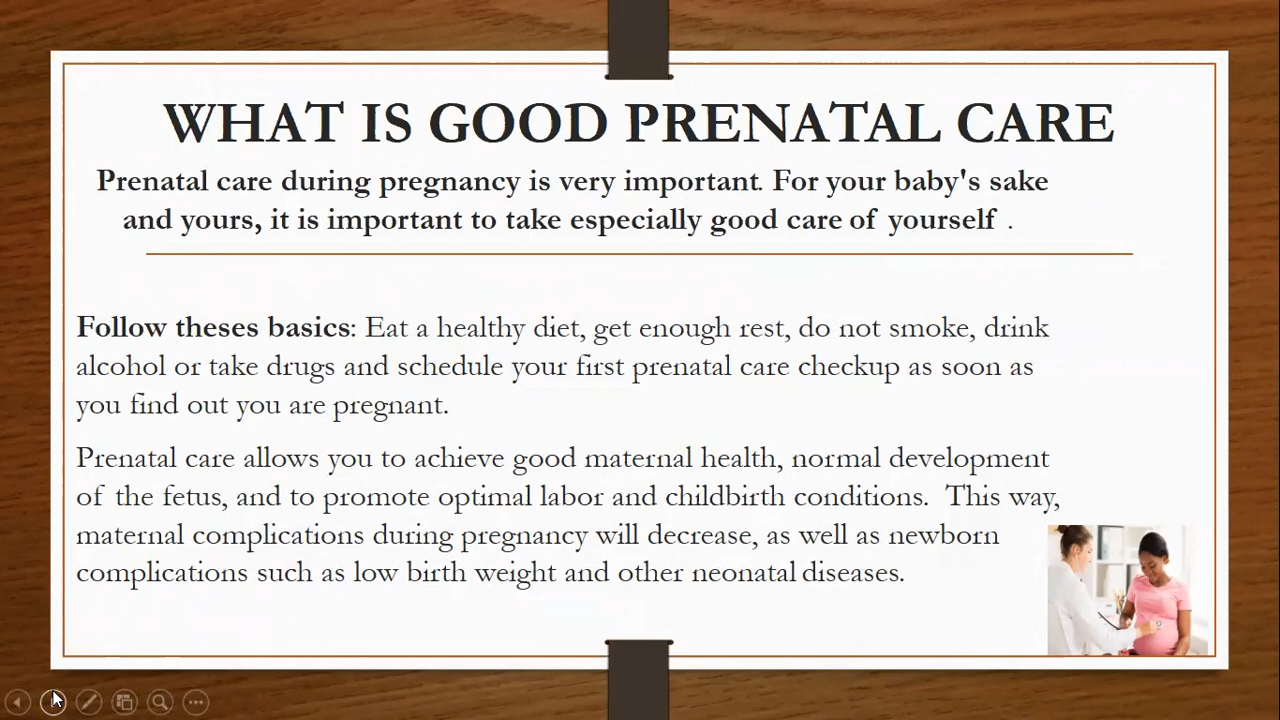 WHAT IS GOOD PRENATAL CARE
Prenatal care during pregnancy is very important. For your baby's sake
and yours, it is important to take especially good care of yourself .
Follow theses basics: Eat a healthy diet, get enough rest, do not smoke, drink
alcohol or take drugs and schedule your first prenatal care checkup as soon as
you find out you are pregnant.
Prenatal care allows you to achieve good maternal health, normal development
of the fetus, and to promote optimal labor and childbirth conditions.  This way,
maternal complications during pregnancy will decrease, as well as newborn
complications such as low birth weight and other neonatal diseases.